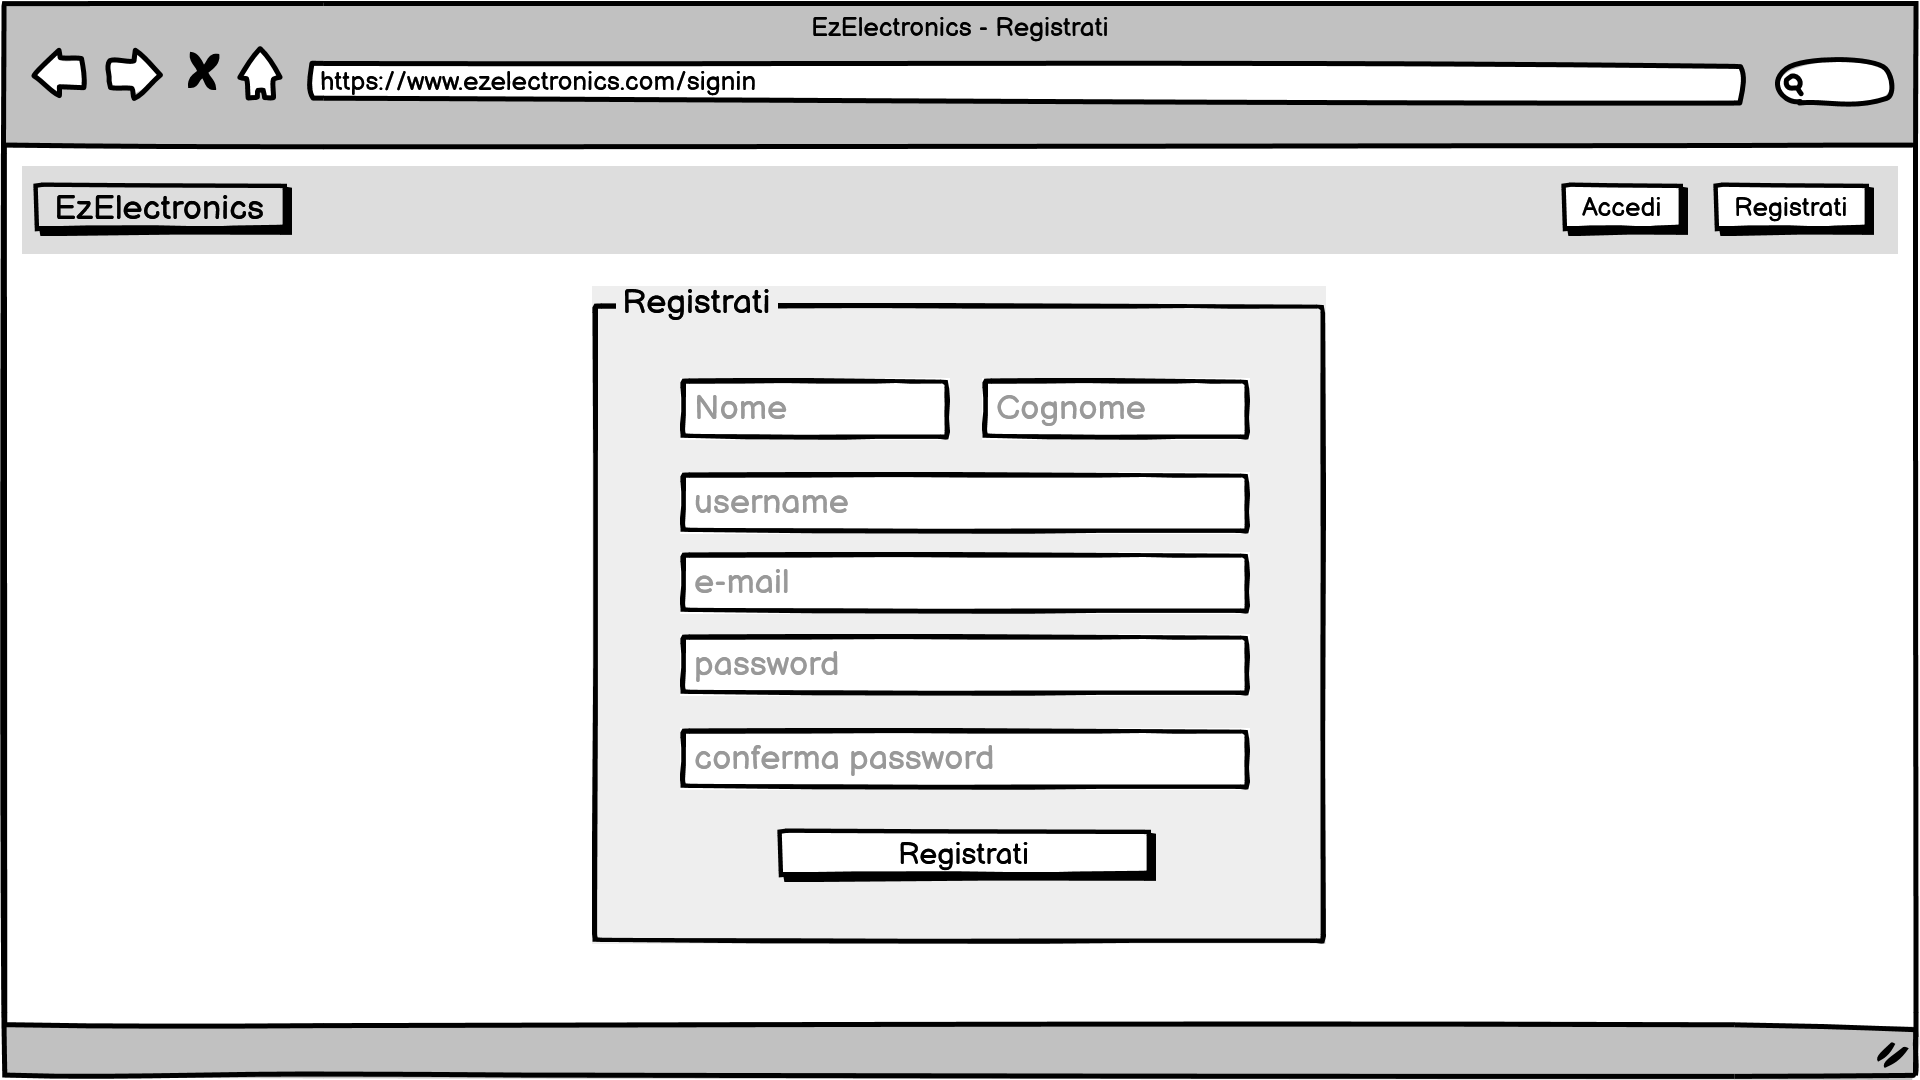 EzElectronics - Registrati
https://www.ezelectronics.com/signin
EzElectronics
Accedi
Registrati
Registrati
Nome
Cognome
username
e-mail
password
conferma password
Registrati